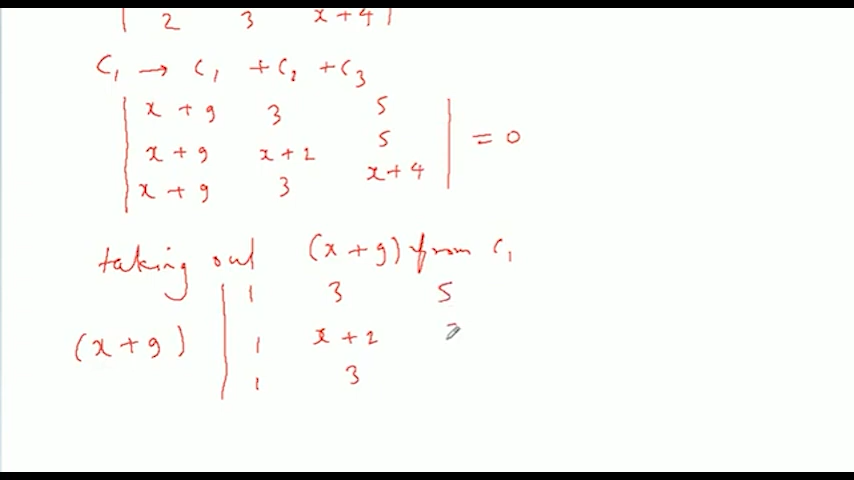 | 2 3 x+4 |
C₁ → C₁ + C₂ + C₃
| x+9 3 5 |
| x+9 x+2 5 | = 0
| x+9 3 x+4 |
taking out (x+9) from C₁
| 1 3 5
(x+9) | 1 x+2
| 1 3